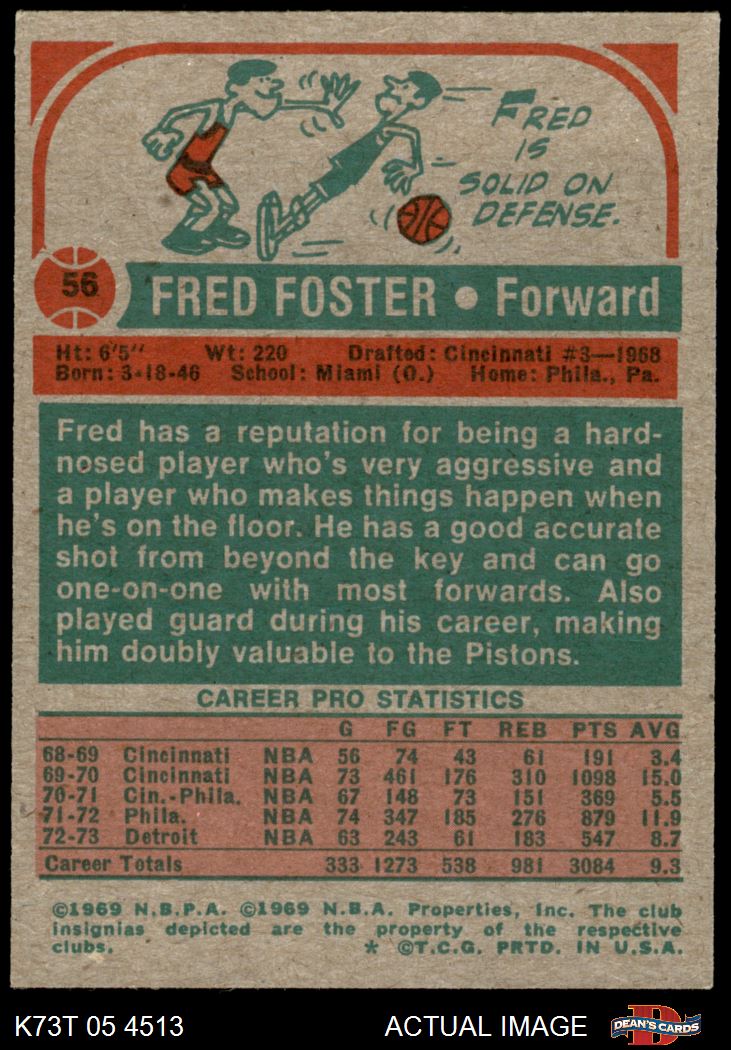 FRED
IS
SOLID ON
DEFENSE.
56
FRED FOSTER • Forward
Ht: 6'5" Wt: 220 Drafted: Cincinnati #3—1968
Born: 3-18-46 School: Miami (O.) Home: Phila., Pa.
Fred has a reputation for being a hard-
nosed player who's very aggressive and
a player who makes things happen when
he's on the floor. He has a good accurate
shot from beyond the key and can go
one-on-one with most forwards. Also
played guard during his career, making
him doubly valuable to the Pistons.
CAREER PRO STATISTICS
G FG FT REB PTS AVG
68-69 Cincinnati NBA 56 74 43 61 191 3.4
69-70 Cincinnati NBA 73 461 176 310 1098 15.0
70-71 Cin.-Phila. NBA 67 148 73 151 369 5.5
71-72 Phila. NBA 74 347 185 276 879 11.9
72-73 Detroit NBA 63 243 61 183 547 8.7
Career Totals 333 1273 538 981 3084 9.3
©1969 N.B.P.A. ©1969 N.B.A. Properties, Inc. The club
insignias depicted are the property of the respective
clubs. * ©T.C.G. PRTD. IN U.S.A.
K73T 05 4513 ACTUAL IMAGE
D
DEAN'S CARDS